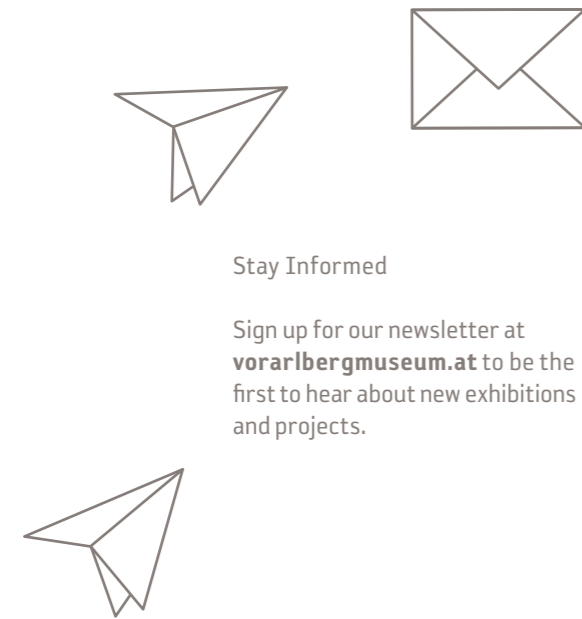 Stay Informed
Sign up for our newsletter at
vorarlbergmuseum.at to be the
first to hear about new exhibitions
and projects.